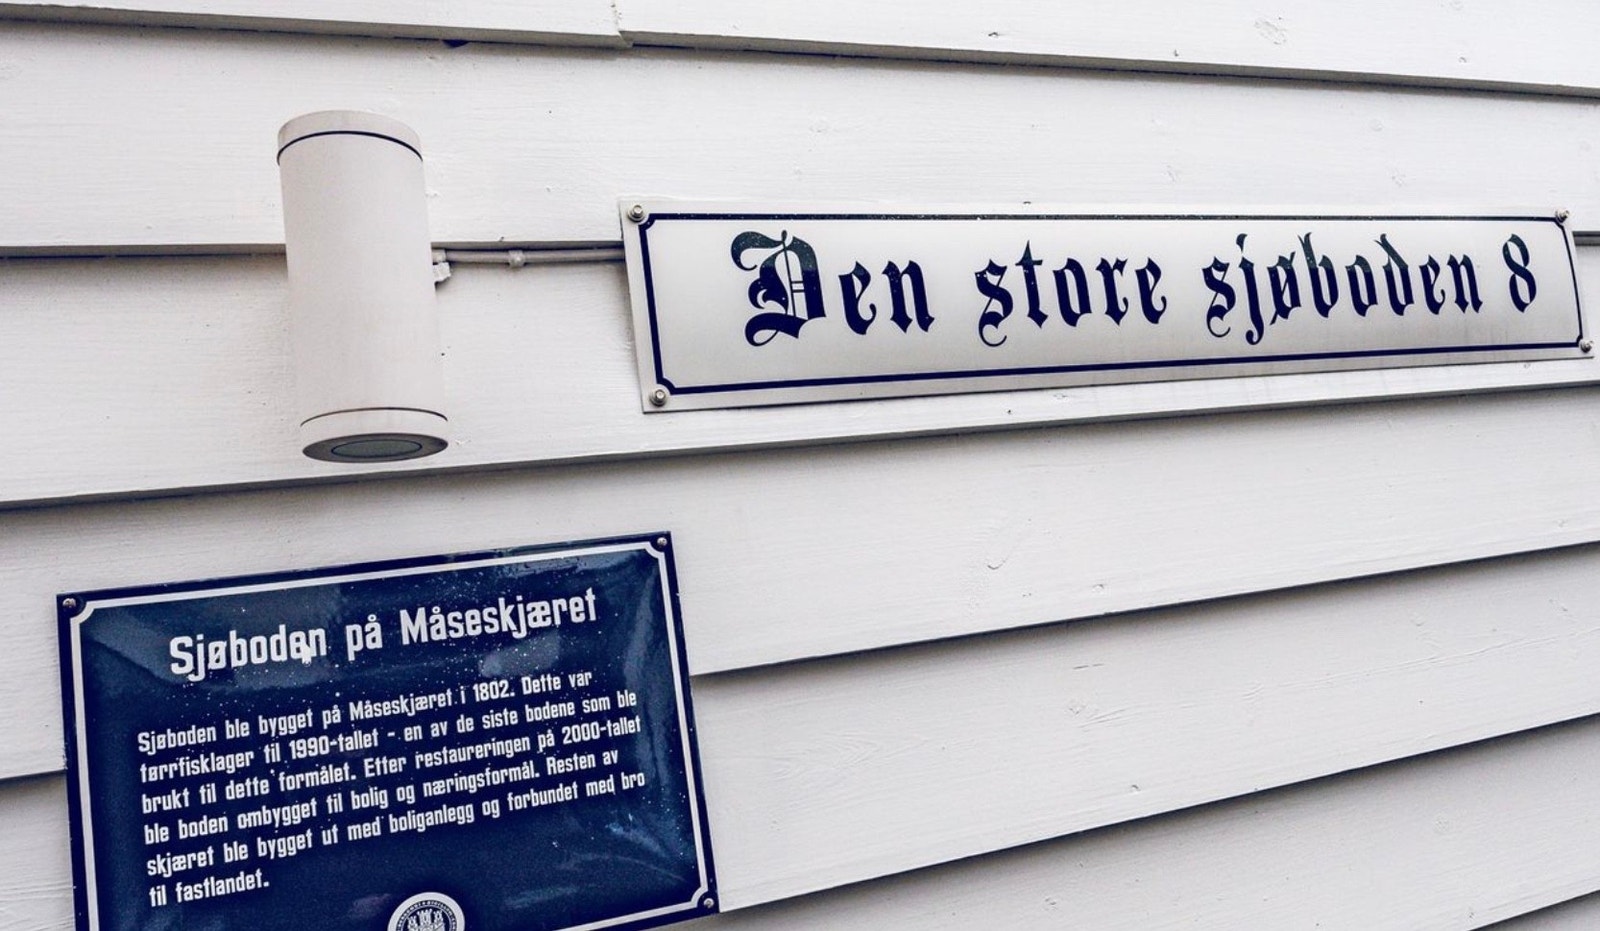 Den store sjøboden 8
Sjøboden på Måseskjæret
Sjøboden ble bygget på Måseskjæret i 1802. Dette var
tørrfisklager til 1990-tallet - en av de siste bodene som ble
brukt til dette formålet. Etter restaureringen på 2000-tallet
ble boden ombygget til bolig og næringsformål. Resten av
skjæret ble bygget ut med boliganlegg og forbundet med bro
til fastlandet.